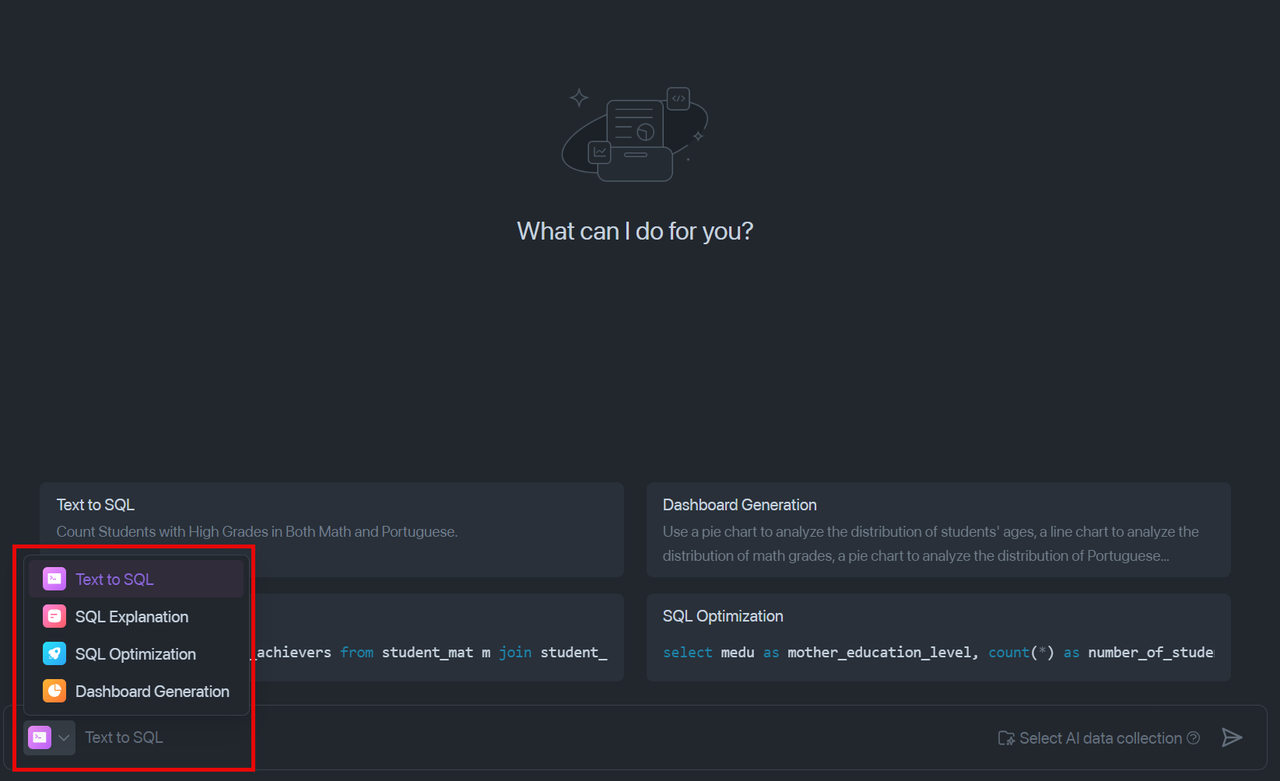 What can I do for you?
Text to SQL
Count Students with High Grades in Both Math and Portuguese.
Dashboard Generation
Use a pie chart to analyze the distribution of students' ages, a line chart to analyze the
distribution of math grades, a pie chart to analyze the distribution of Portuguese...
_achievers from student_mat m join student_
SQL Optimization
select medu as mother_education_level, count(*) as number_of_stude
Text to SQL
SQL Explanation
SQL Optimization
Dashboard Generation
Text to SQL
Select AI data collection